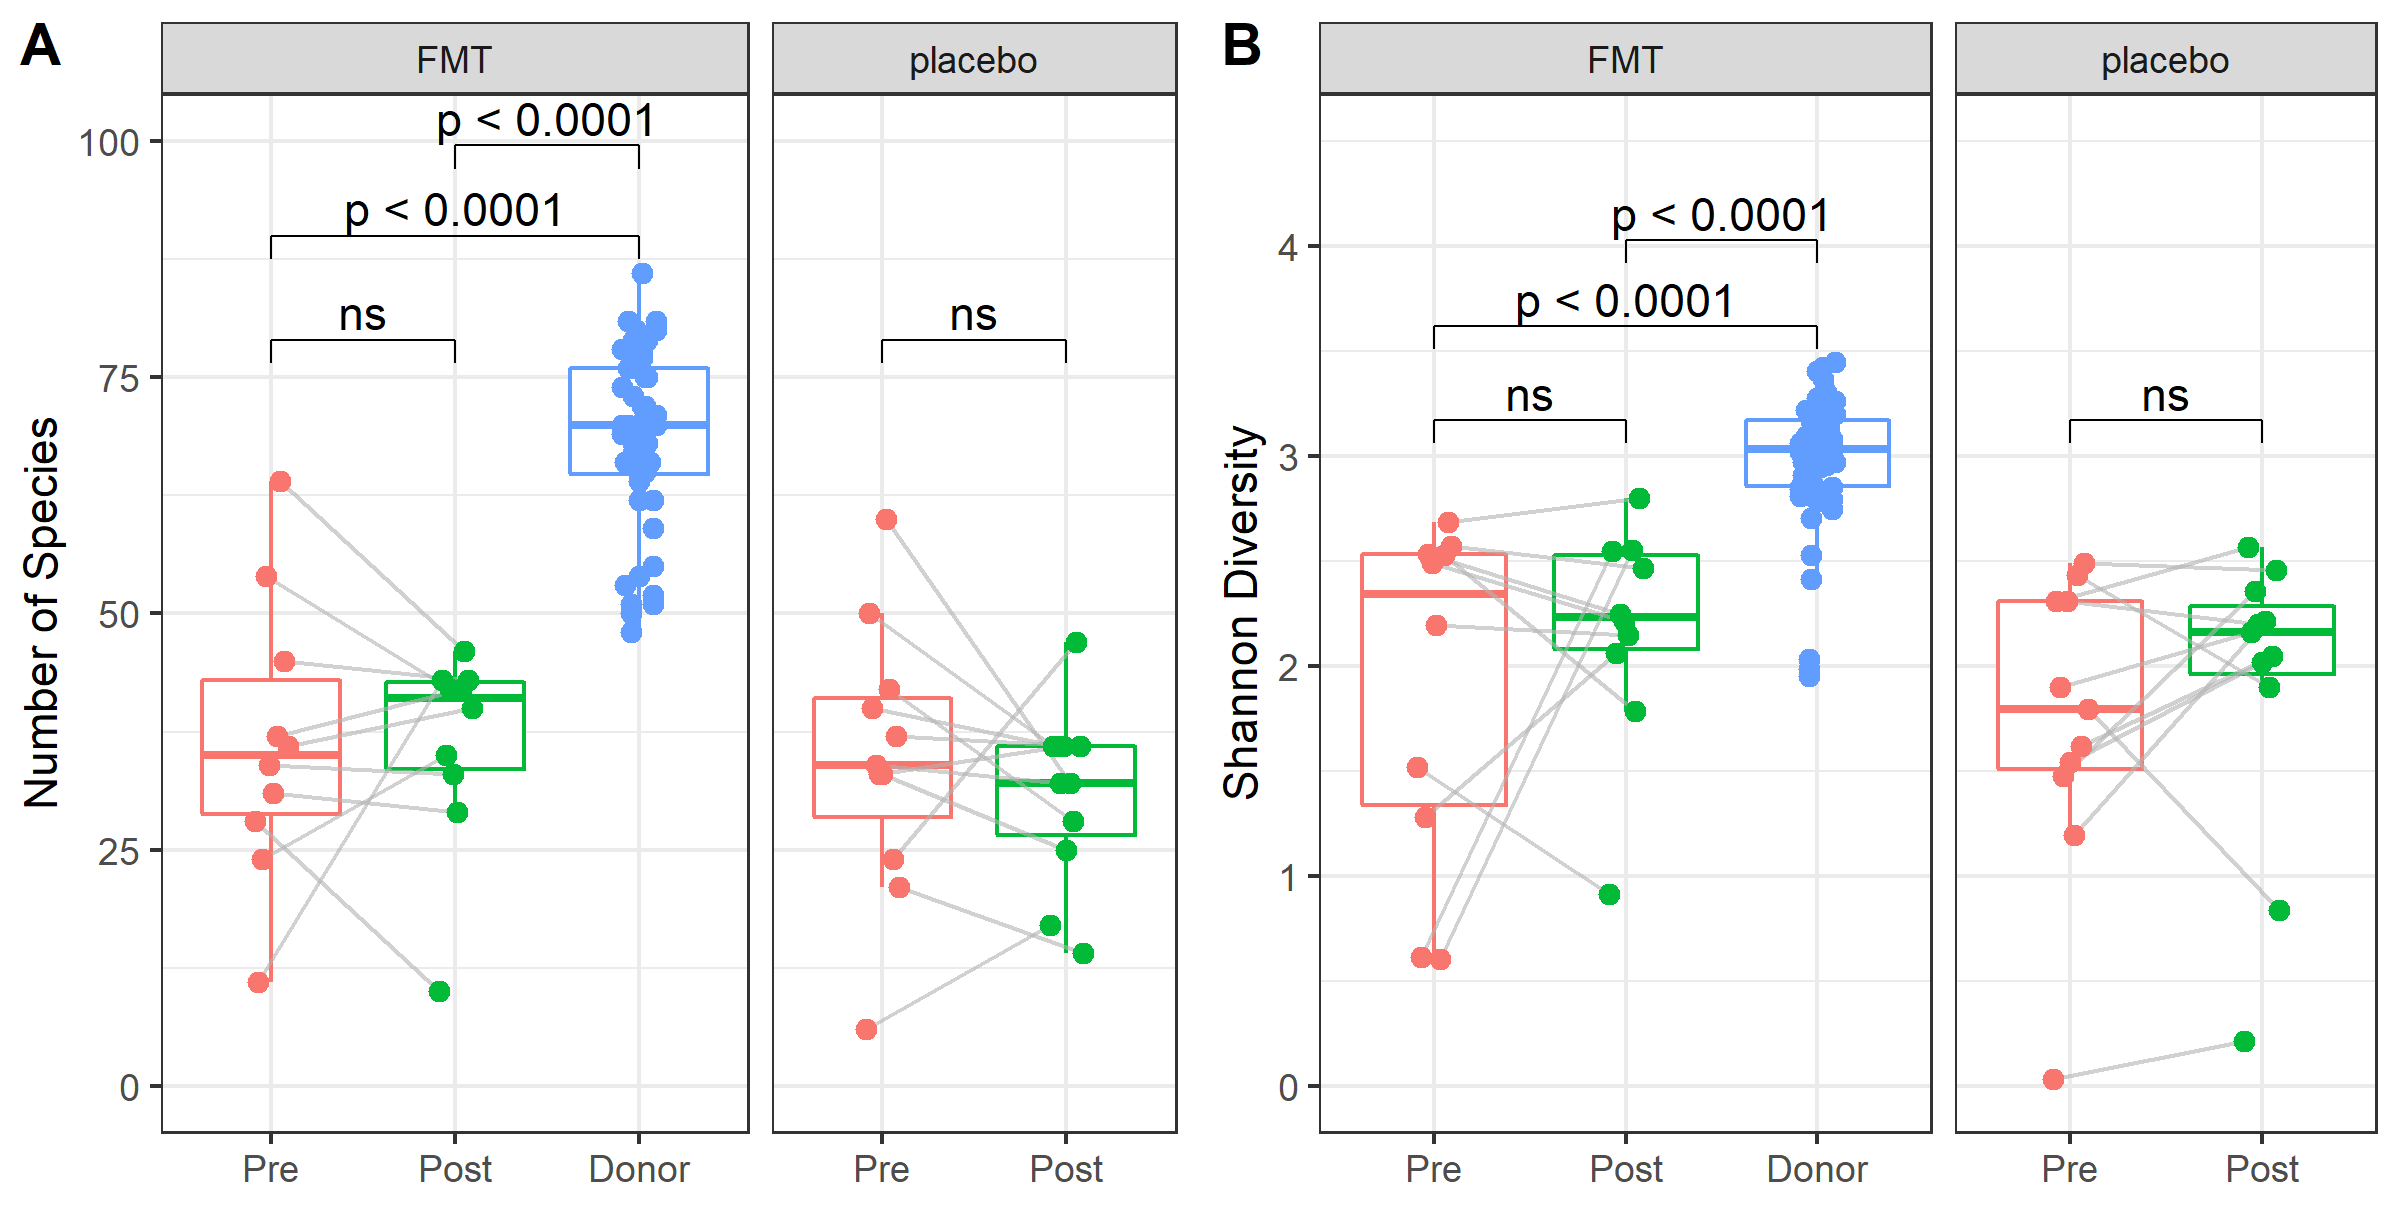 A
FMT
placebo
p < 0.0001
p < 0.0001
ns
ns
Number of Species
100
75
50
25
0
Pre
Post
Donor
Pre
Post
B
FMT
placebo
p < 0.0001
p < 0.0001
ns
ns
Shannon Diversity
4
3
2
1
0
Pre
Post
Donor
Pre
Post